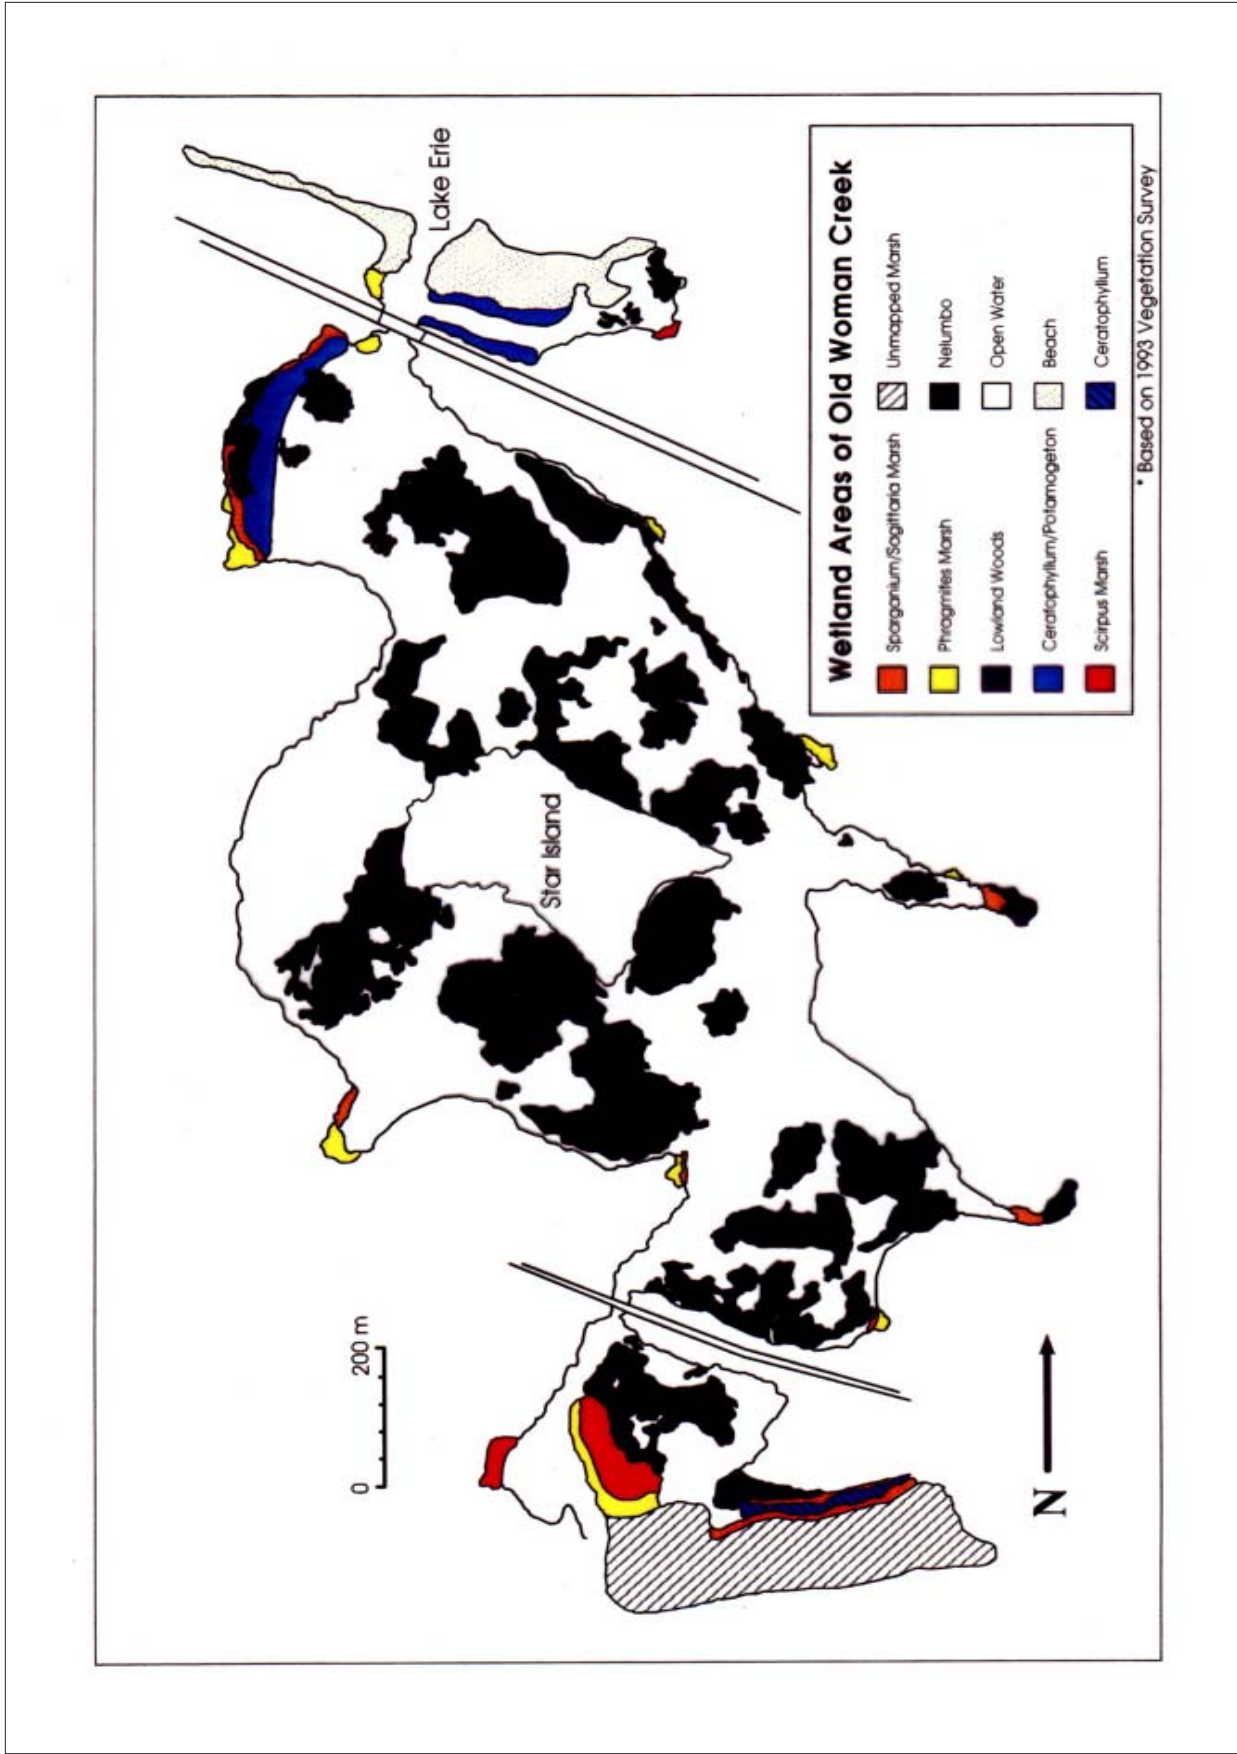 Lake Erie
Star Island
0 200 m
N
Wetland Areas of Old Woman Creek
Sparganium/Sagittaria Marsh
Phragmites Marsh
Lowland Woods
Ceratophyllum/Potamogeton
Scirpus Marsh
Unmapped Marsh
Nelumbo
Open Water
Beach
Ceratophyllum
* Based on 1993 Vegetation Survey